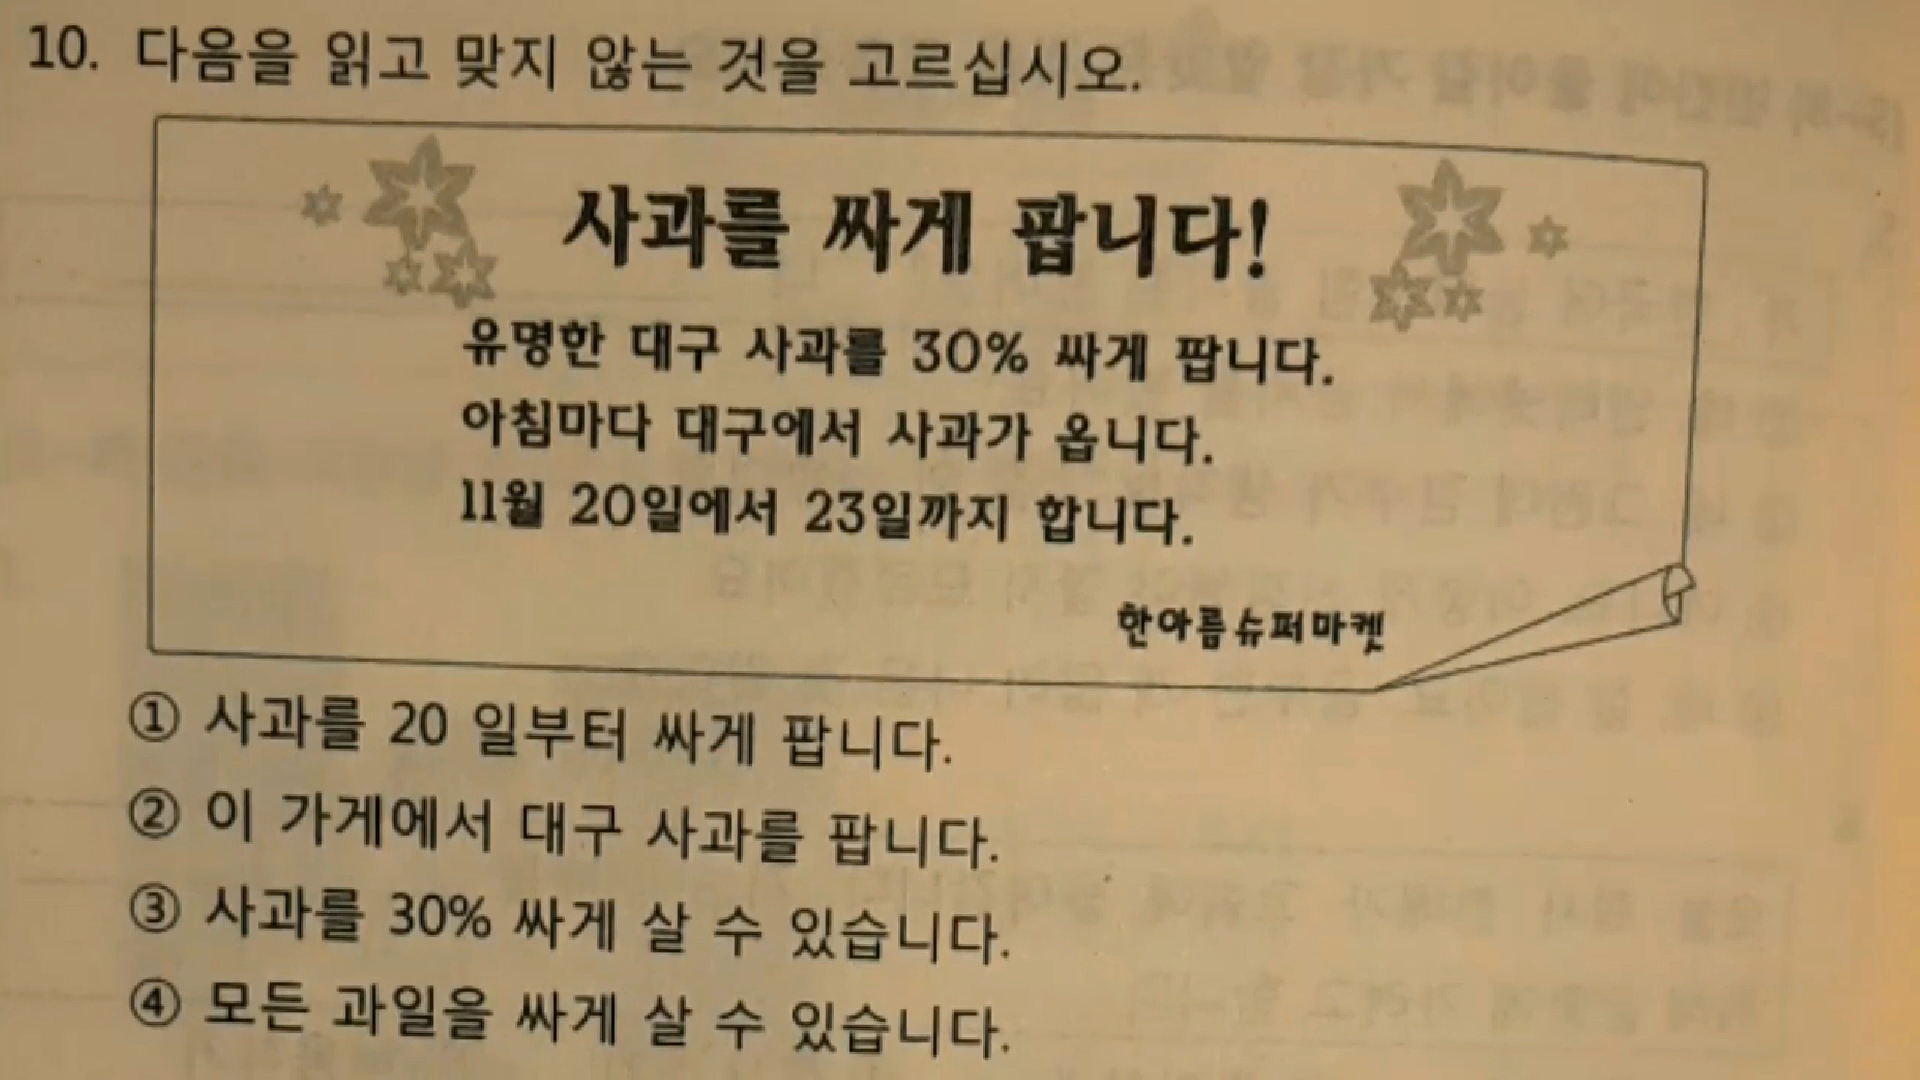 10. 다음을 읽고 맞지 않는 것을 고르십시오.
사과를 싸게 팝니다!
유명한 대구 사과를 30% 싸게 팝니다.
아침마다 대구에서 사과가 옵니다.
11월 20일에서 23일까지 합니다.
한아름슈퍼마켓
① 사과를 20 일부터 싸게 팝니다.
② 이 가게에서 대구 사과를 팝니다.
③ 사과를 30% 싸게 살 수 있습니다.
④ 모든 과일을 싸게 살 수 있습니다.